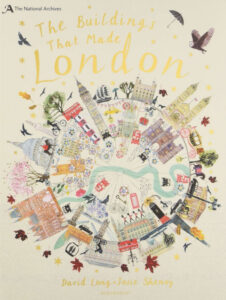 The National Archives
The Buildings
That Made
London
David Long Josie Shenoy